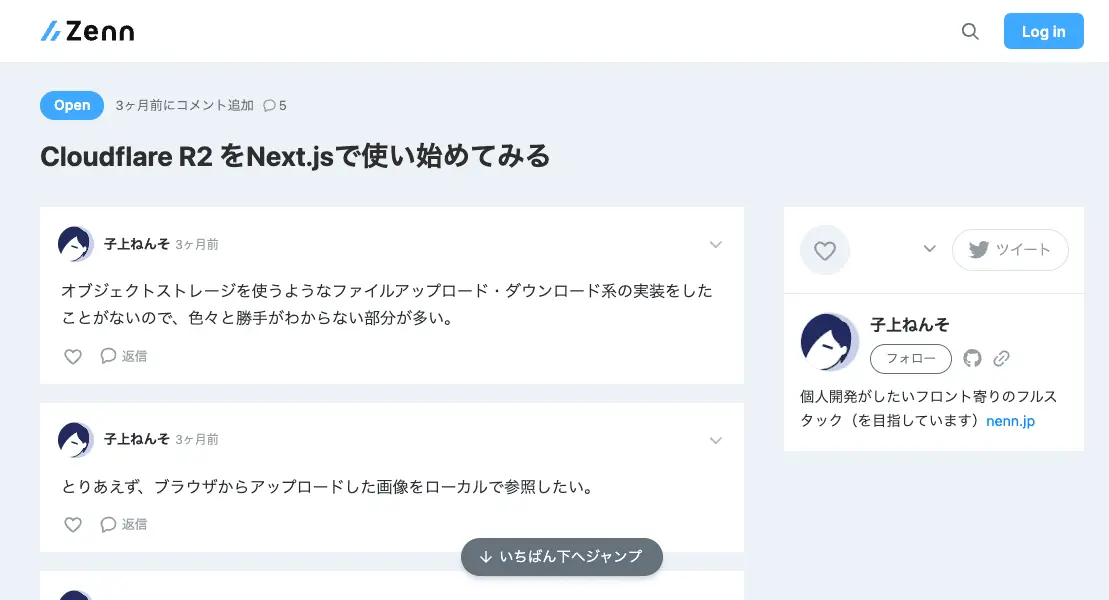 Zenn
Log in
Open 3ヶ月前にコメント追加 5
Cloudflare R2 をNext.jsで使い始めてみる
子上ねんそ 3ヶ月前
オブジェクトストレージを使うようなファイルアップロード・ダウンロード系の実装をした
ことがないので、色々と勝手がわからない部分が多い。
返信
子上ねんそ 3ヶ月前
とりあえず、ブラウザからアップロードした画像をローカルで参照したい。
返信
いちばん下へジャンプ
ツイート
子上ねんそ
フォロー
個人開発がしたいフロント寄りのフルス
タック（を目指しています）nenn.jp